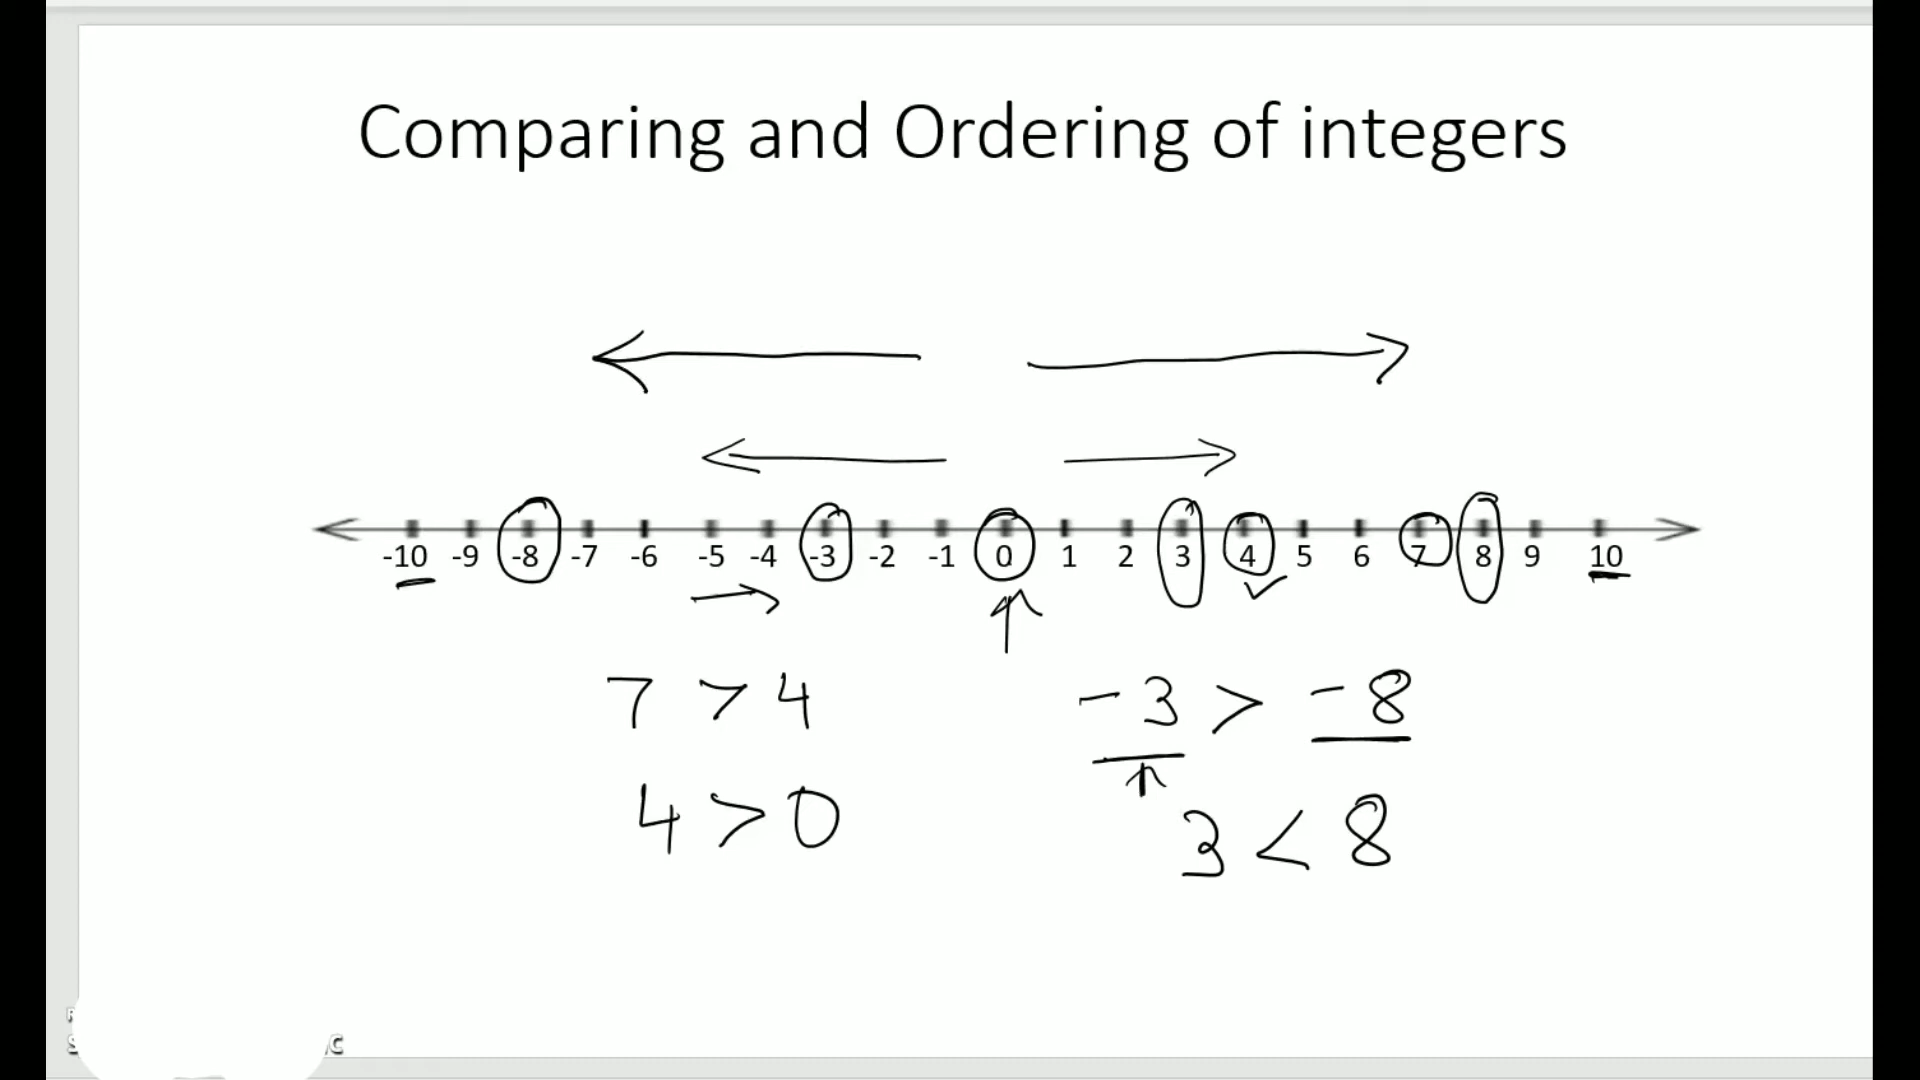 Comparing and Ordering of integers
-10 -9 -8 -7 -6 -5 -4 -3 -2 -1 0 1 2 3 4 5 6 7 8 9 10
7 > 4
-3 > -8
4 > 0
3 < 8